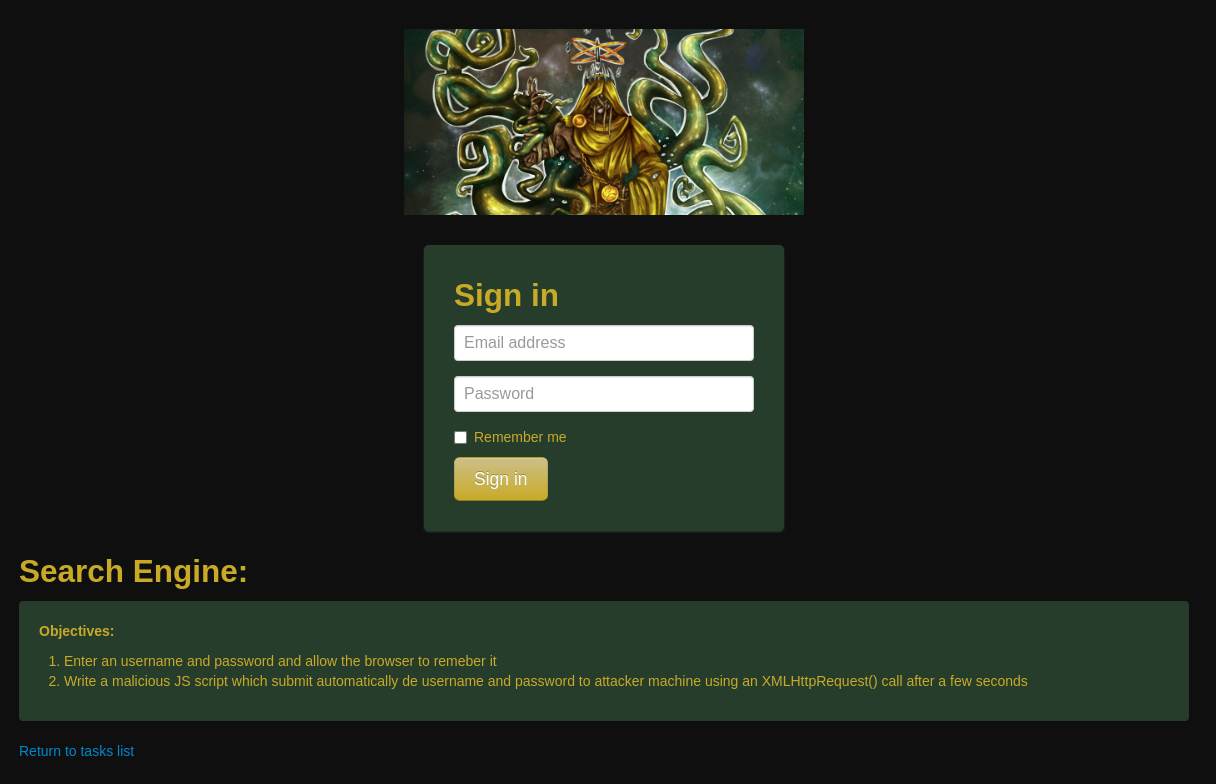 Sign in
Email address
Password
Remember me
Sign in
Search Engine:
Objectives:
1. Enter an username and password and allow the browser to remeber it
2. Write a malicious JS script which submit automatically de username and password to attacker machine using an XMLHttpRequest() call after a few seconds
Return to tasks list